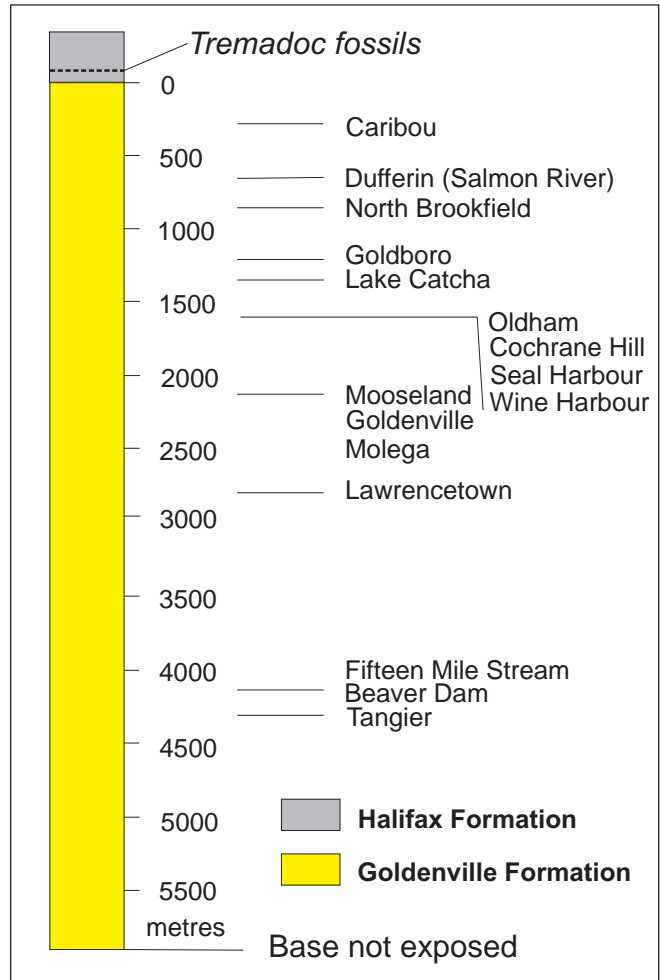 Tremadoc fossils
0
Caribou
500
Dufferin (Salmon River)
North Brookfield
1000
Goldboro
Lake Catcha
1500
Oldham
Cochrane Hill
Seal Harbour
Wine Harbour
2000
Mooseland
Goldenville
Molega
2500
Lawrencetown
3000
3500
4000
Fifteen Mile Stream
Beaver Dam
Tangier
4500
5000
Halifax Formation
Goldenville Formation
5500
metres
Base not exposed